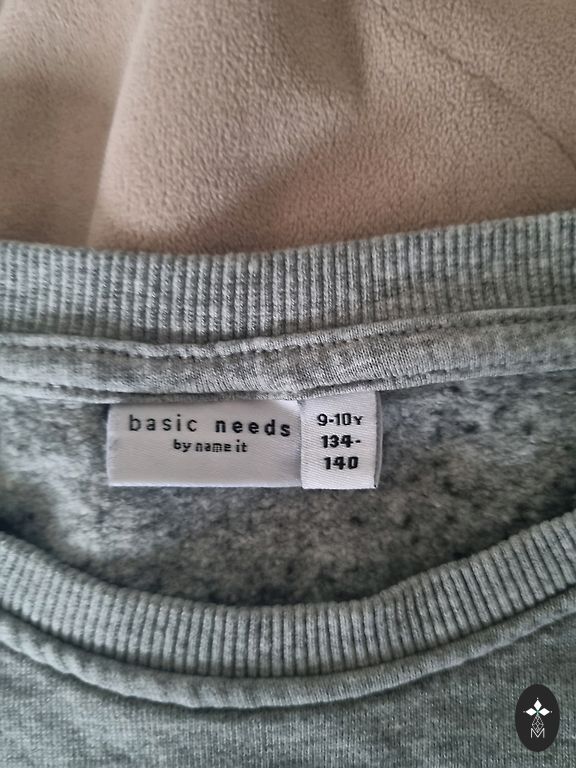 basic needs
by name it
9-10Y
134-
140
M